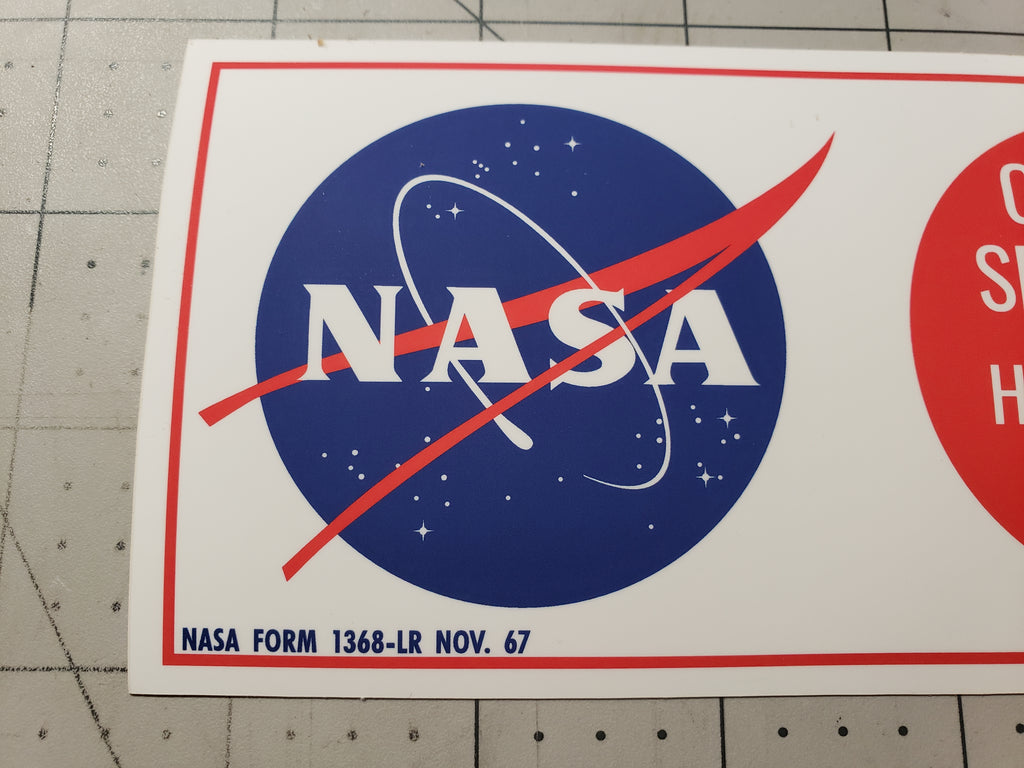 NASA
NASA FORM 1368-LR NOV. 67